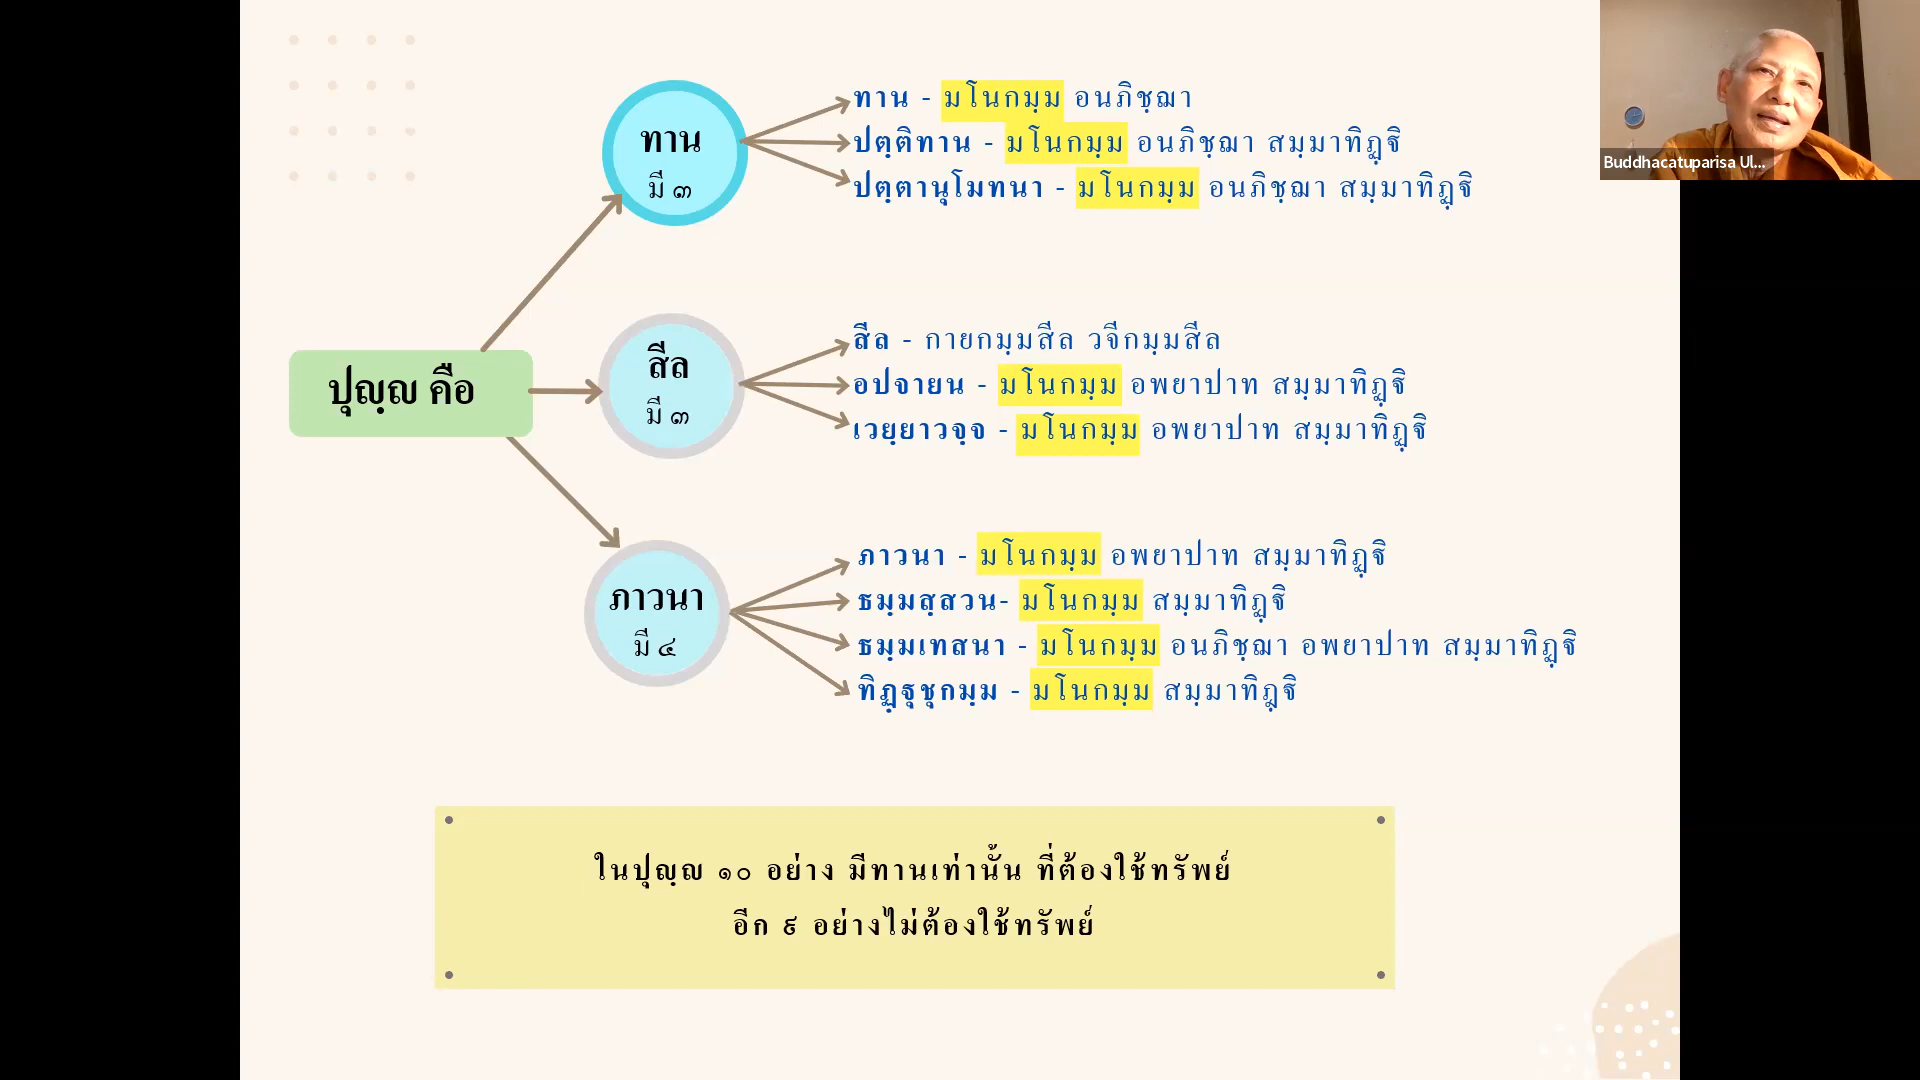 ปุญฺญ คือ
ทาน
มี ๓
ทาน - มโนกมฺม อนภิชฺฌา
ปตฺติทาน - มโนกมฺม อนภิชฺฌา สมฺมาทิฏฺฐิ
ปตฺตานุโมทนา - มโนกมฺม อนภิชฺฌา สมฺมาทิฏฺฐิ
สีล
มี ๓
สีล - กายกมฺมสีล วจีกมฺมสีล
อปจายน - มโนกมฺม อพยาปาท สมฺมาทิฏฺฐิ
เวยฺยาวจฺจ - มโนกมฺม อพยาปาท สมฺมาทิฏฺฐิ
ภาวนา
มี ๔
ภาวนา - มโนกมฺม อพยาปาท สมฺมาทิฏฺฐิ
ธมฺมสฺสวน- มโนกมฺม สมฺมาทิฏฺฐิ
ธมฺมเทสนา - มโนกมฺม อนภิชฺฌา อพยาปาท สมฺมาทิฏฺฐิ
ทิฏฺฐุชุกมฺม - มโนกมฺม สมฺมาทิฎฺฐิ
ในปุญฺญ ๑๐ อย่าง มีทานเท่านั้น ที่ต้องใช้ทรัพย์
อีก ๙ อย่างไม่ต้องใช้ทรัพย์
Buddhacatuparisa Ul...